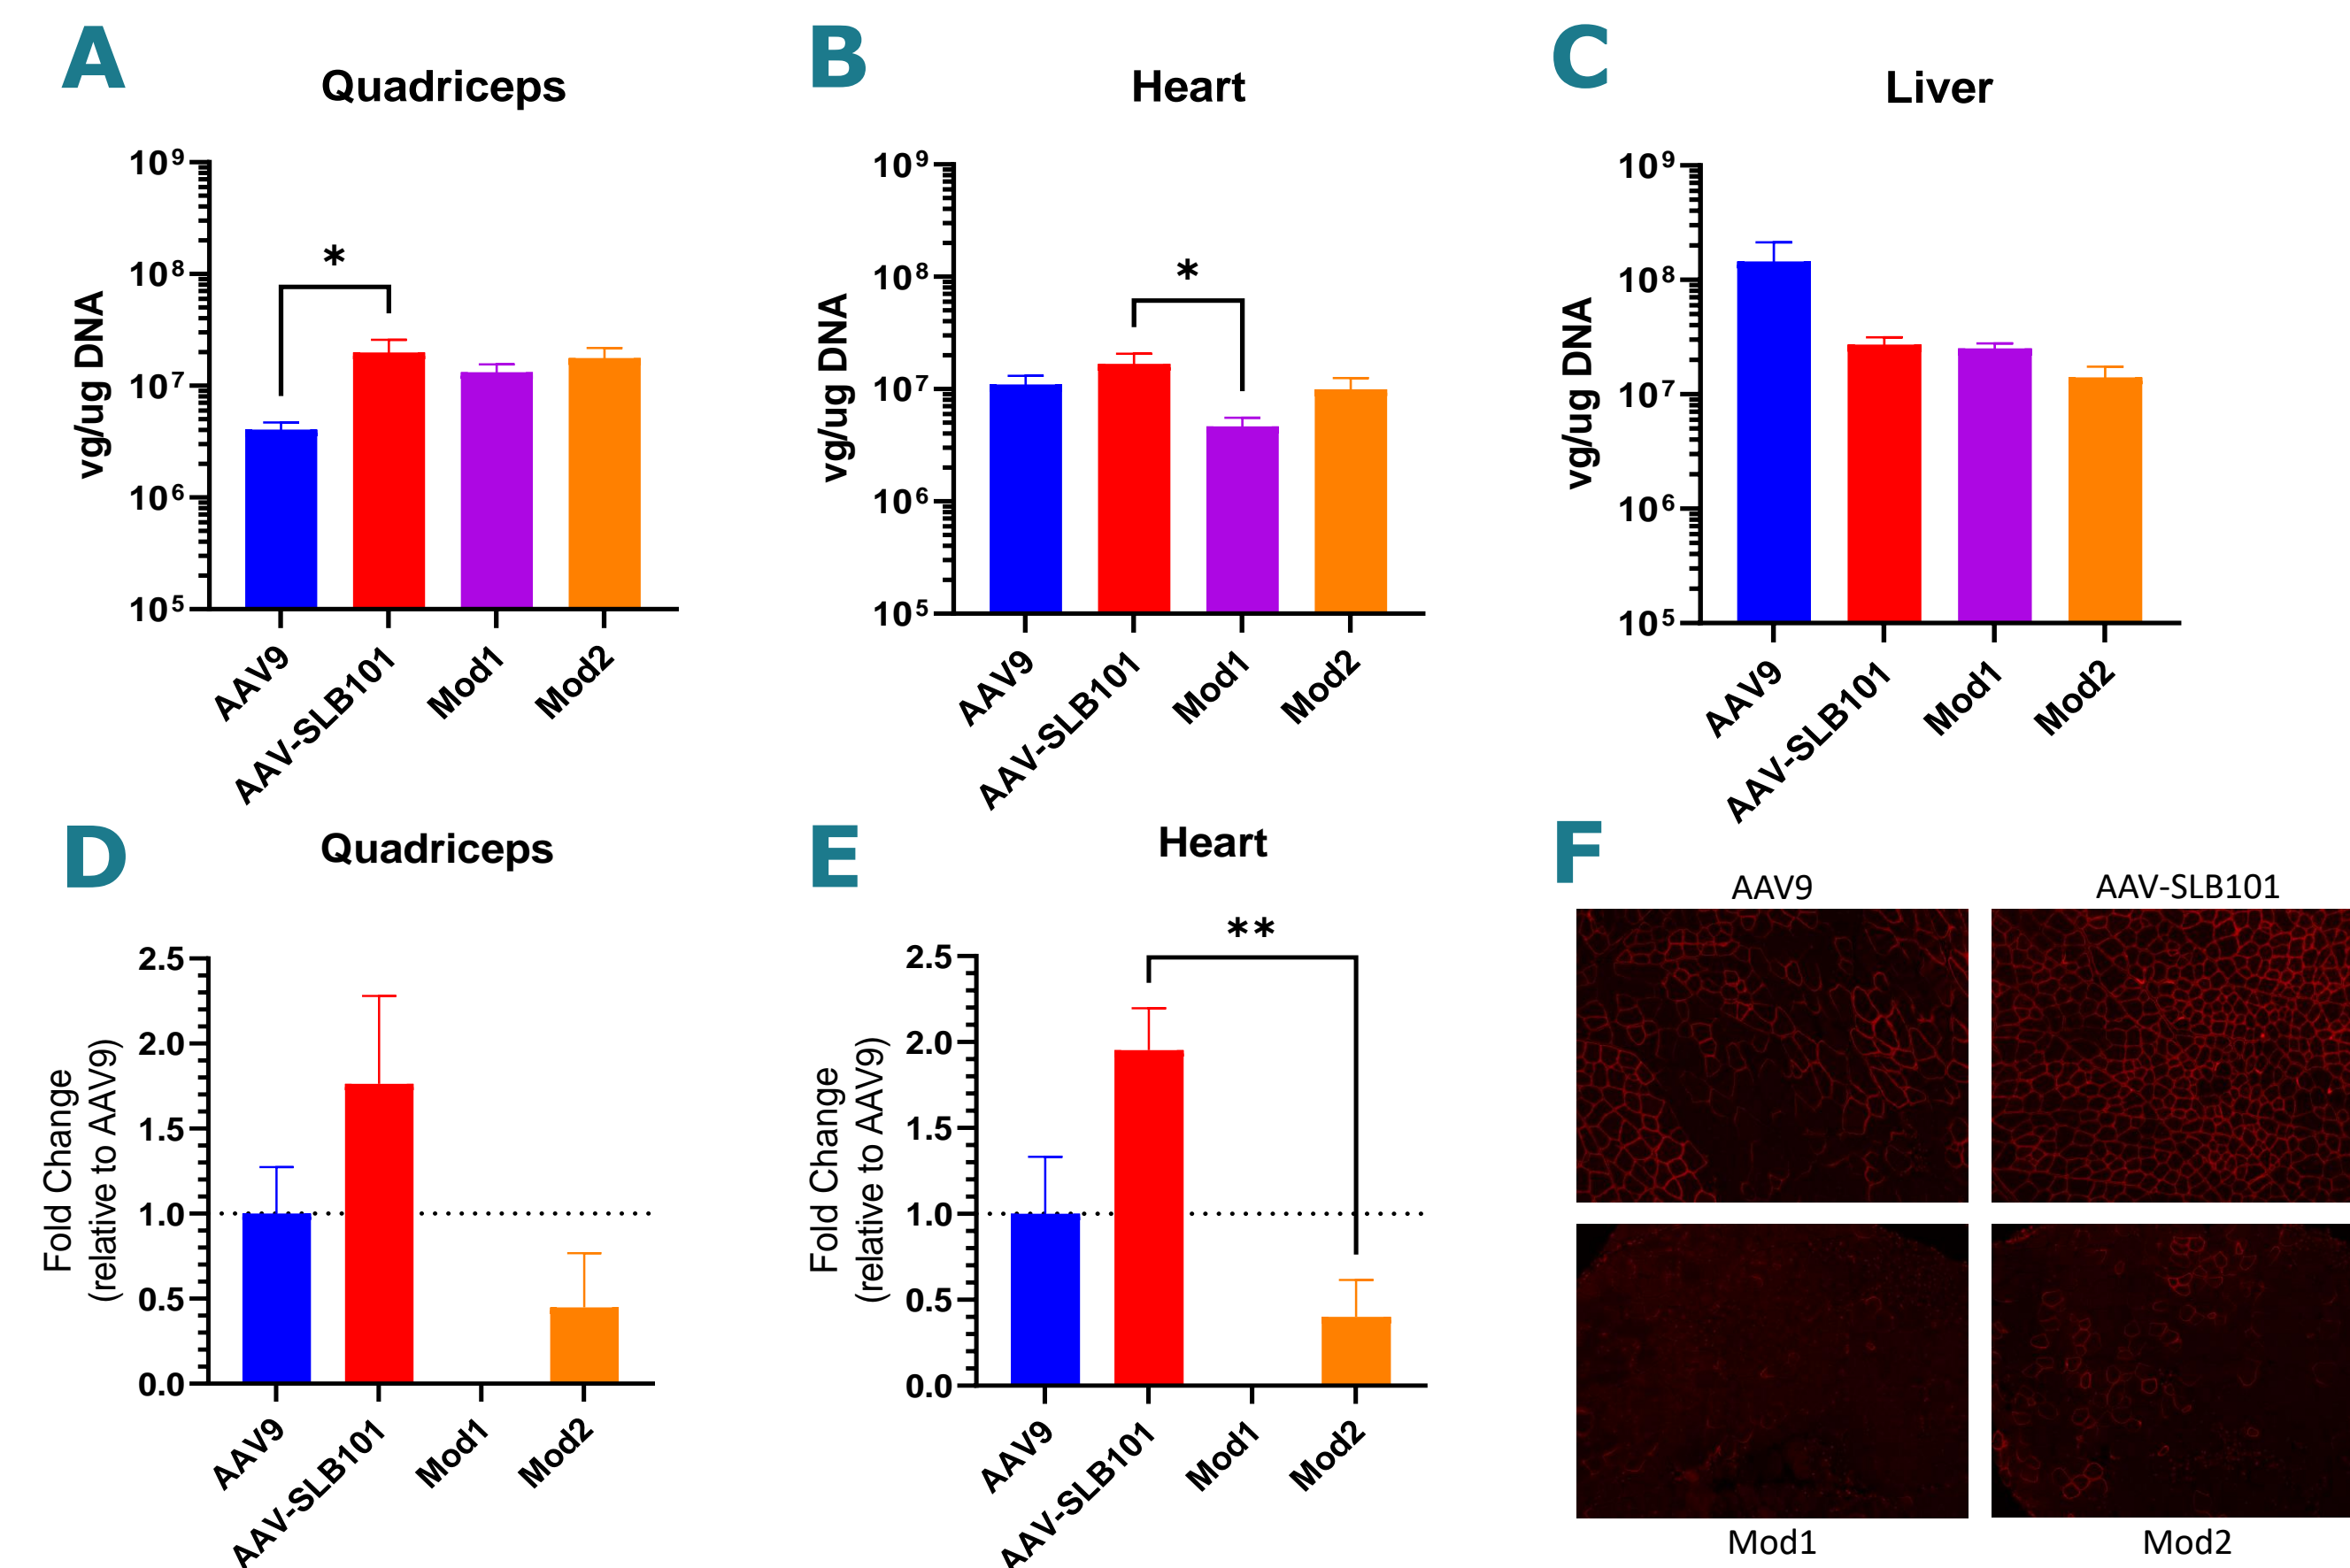 A
Quadriceps
10⁹
10⁸
10⁷
10⁶
10⁵
vg/ug DNA
*
AAV9
AAV-SLB101
Mod1
Mod2
B
Heart
10⁹
10⁸
10⁷
10⁶
10⁵
vg/ug DNA
*
AAV9
AAV-SLB101
Mod1
Mod2
C
Liver
10⁹
10⁸
10⁷
10⁶
10⁵
vg/ug DNA
AAV9
AAV-SLB101
Mod1
Mod2
D
Quadriceps
2.5
2.0
1.5
1.0
0.5
0.0
Fold Change
(relative to AAV9)
AAV9
AAV-SLB101
Mod1
Mod2
E
Heart
2.5
2.0
1.5
1.0
0.5
0.0
Fold Change
(relative to AAV9)
**
AAV9
AAV-SLB101
Mod1
Mod2
F
AAV9
AAV-SLB101
Mod1
Mod2